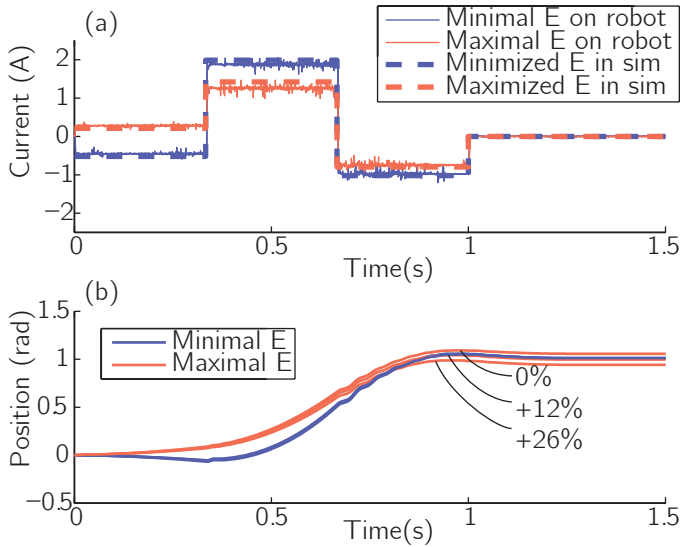 (a)
Minimal E on robot
Maximal E on robot
Minimized E in sim
Maximized E in sim
Current (A)
2
1
0
−1
−2
0
0.5
1
1.5
Time(s)
(b)
Minimal E
Maximal E
Position (rad)
1.5
1
0.5
0
−0.5
0%
+12%
+26%
0
0.5
1
1.5
Time(s)